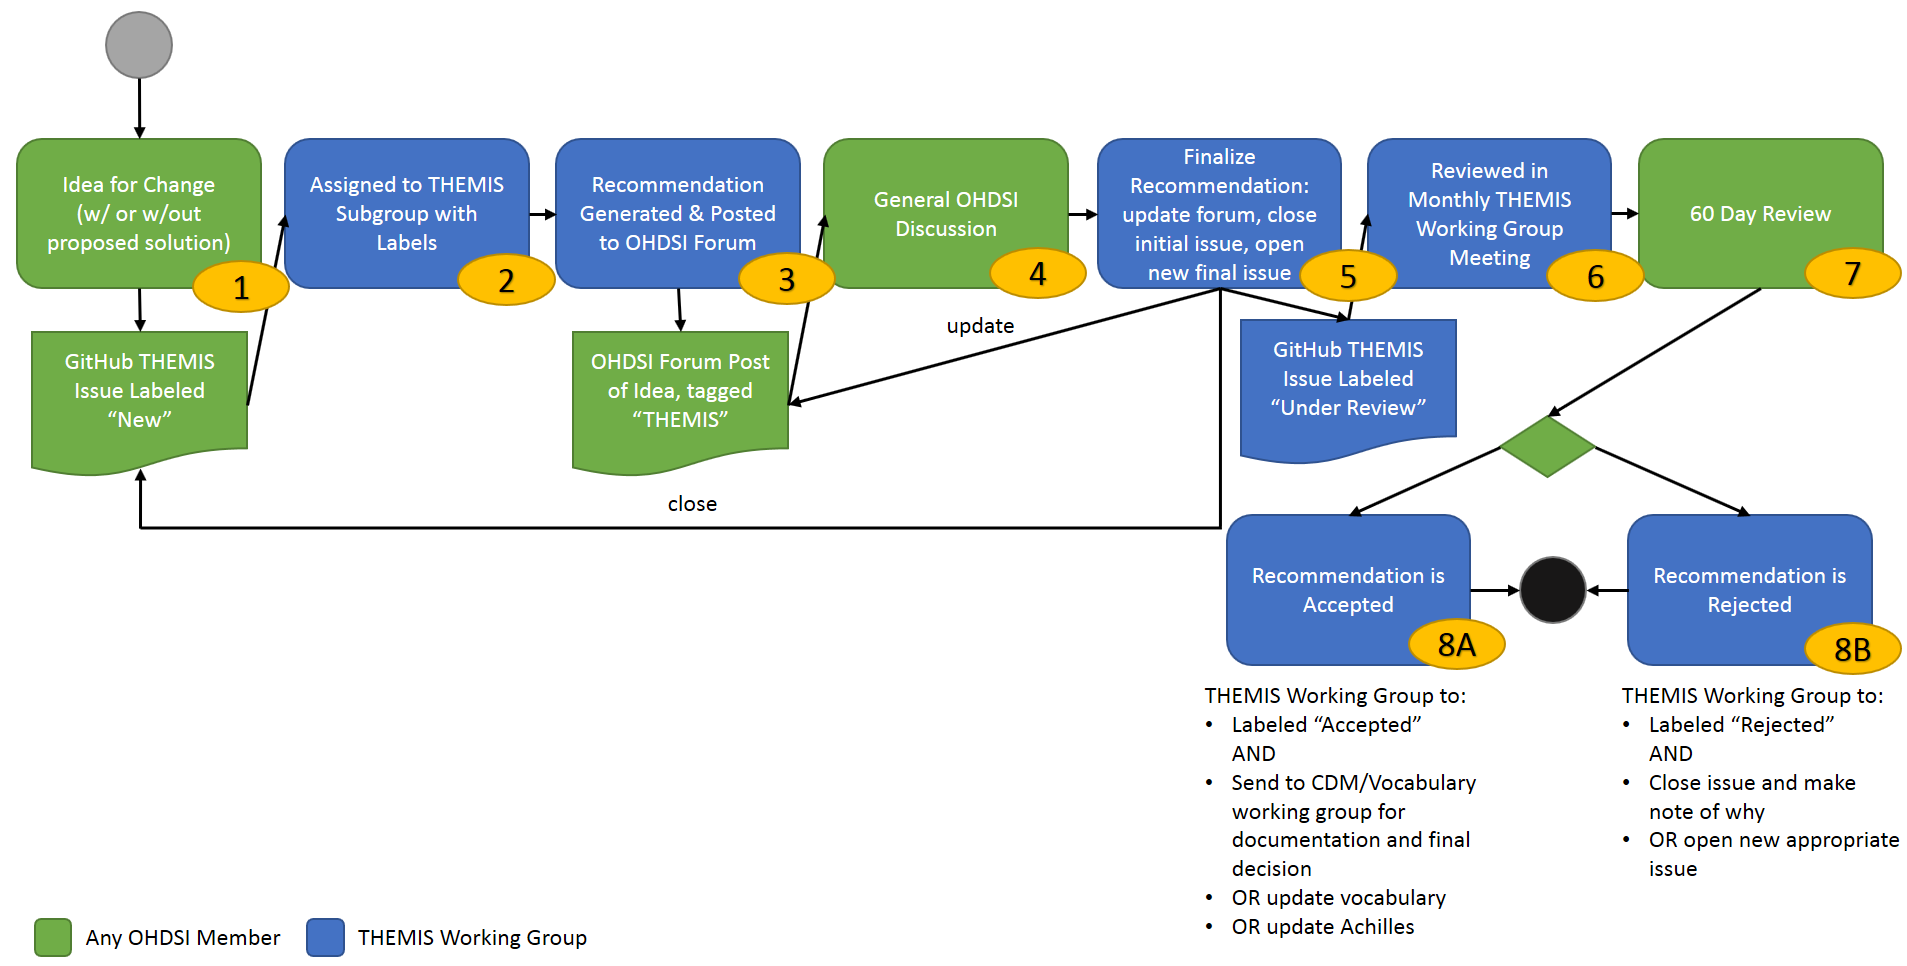 Idea for Change
(w/ or w/out
proposed solution)
1
Assigned to THEMIS
Subgroup with
Labels
2
Recommendation
Generated & Posted
to OHDSI Forum
3
General OHDSI
Discussion
4
Finalize
Recommendation:
update forum, close
initial issue, open
new final issue
5
Reviewed in
Monthly THEMIS
Working Group
Meeting
6
60 Day Review
7
GitHub THEMIS
Issue Labeled
“New”
OHDSI Forum Post
of Idea, tagged
“THEMIS”
update
GitHub THEMIS
Issue Labeled
“Under Review”
close
Recommendation is
Accepted
8A
Recommendation is
Rejected
8B
THEMIS Working Group to:
• Labeled “Accepted”
AND
• Send to CDM/Vocabulary
working group for
documentation and final
decision
• OR update vocabulary
• OR update Achilles
THEMIS Working Group to:
• Labeled “Rejected”
AND
• Close issue and make
note of why
• OR open new appropriate
issue
Any OHDSI Member
THEMIS Working Group